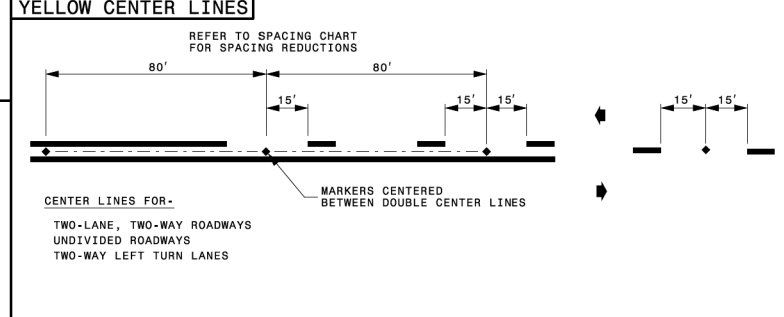 YELLOW CENTER LINES
REFER TO SPACING CHART
FOR SPACING REDUCTIONS
80' 80'
15' 15' 15' 15' 15'
MARKERS CENTERED
BETWEEN DOUBLE CENTER LINES
CENTER LINES FOR-
TWO-LANE, TWO-WAY ROADWAYS
UNDIVIDED ROADWAYS
TWO-WAY LEFT TURN LANES